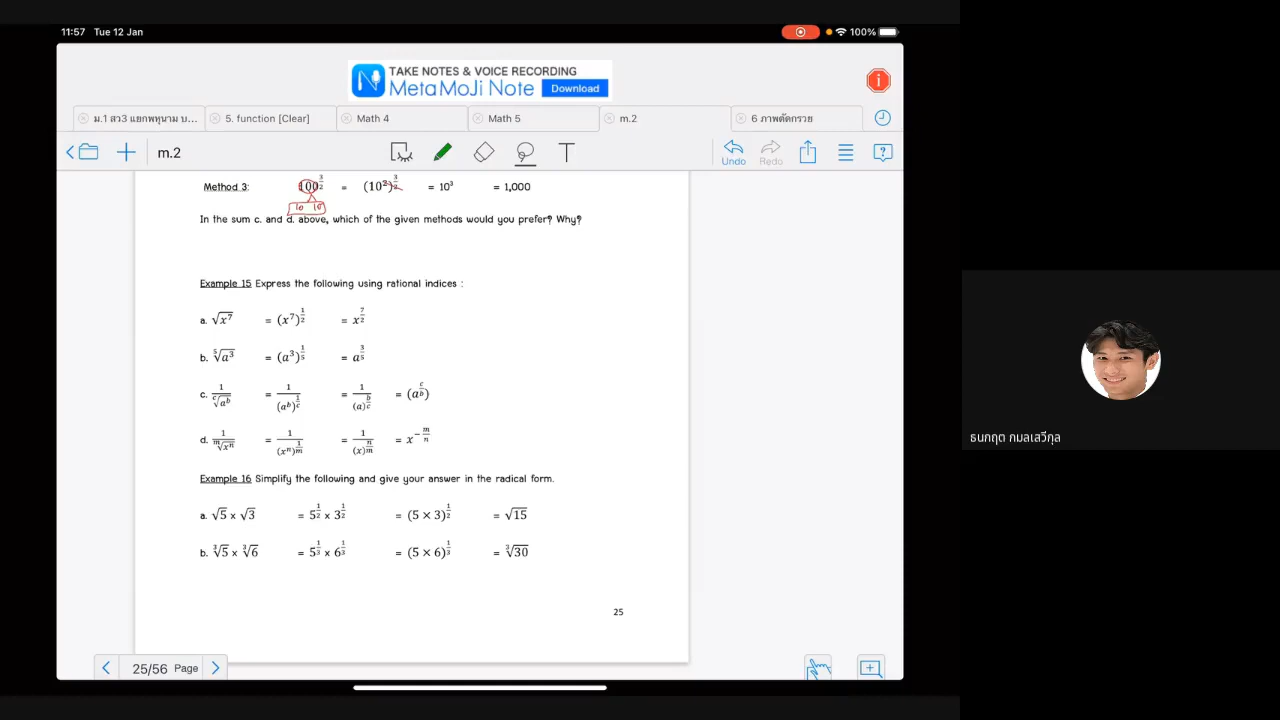 11:57 Tue 12 Jan 100%
TAKE NOTES & VOICE RECORDING
MetaMoJi Note Download
ม.1 สว3 แยกพหุนาม บ... 5. function [Clear] Math 4 Math 5 m.2 6 ภาพตัดกรวย
m.2 T Undo Redo
Method 3: 100^(3/2) = (10²)^(3/2) = 10³ = 1,000
10 10
In the sum c. and d. above, which of the given methods would you prefer? Why?
Example 15 Express the following using rational indices :
a. √x⁷ = (x⁷)^(1/2) = x^(7/2)
b. ⁵√a³ = (a³)^(1/5) = a^(3/5)
c. 1/(ᶜ√aᵇ) = 1/(aᵇ)^(1/c) = 1/(a)^(b/c) = (a^(c/b))
d. 1/(ᵐ√xⁿ) = 1/(xⁿ)^(1/m) = 1/(x)^(n/m) = x^(-m/n)
Example 16 Simplify the following and give your answer in the radical form.
a. √5 × √3 = 5^(1/2) × 3^(1/2) = (5 × 3)^(1/2) = √15
b. ³√5 × ³√6 = 5^(1/3) × 6^(1/3) = (5 × 6)^(1/3) = ³√30
25
25/56 Page
ธนกฤต กมลเสวีกุล